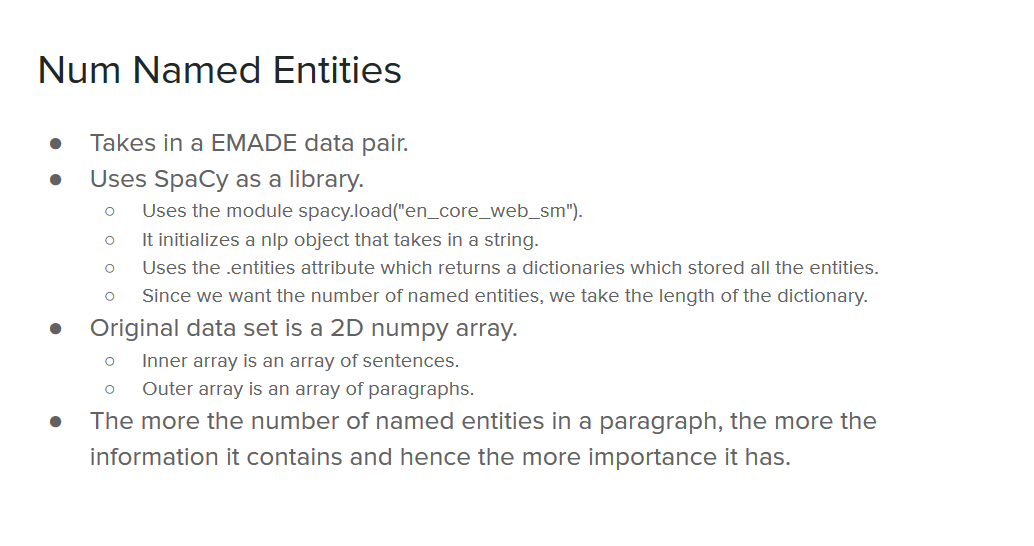 Num Named Entities
● Takes in a EMADE data pair.
● Uses SpaCy as a library.
○ Uses the module spacy.load("en_core_web_sm").
○ It initializes a nlp object that takes in a string.
○ Uses the .entities attribute which returns a dictionaries which stored all the entities.
○ Since we want the number of named entities, we take the length of the dictionary.
● Original data set is a 2D numpy array.
○ Inner array is an array of sentences.
○ Outer array is an array of paragraphs.
● The more the number of named entities in a paragraph, the more the
information it contains and hence the more importance it has.